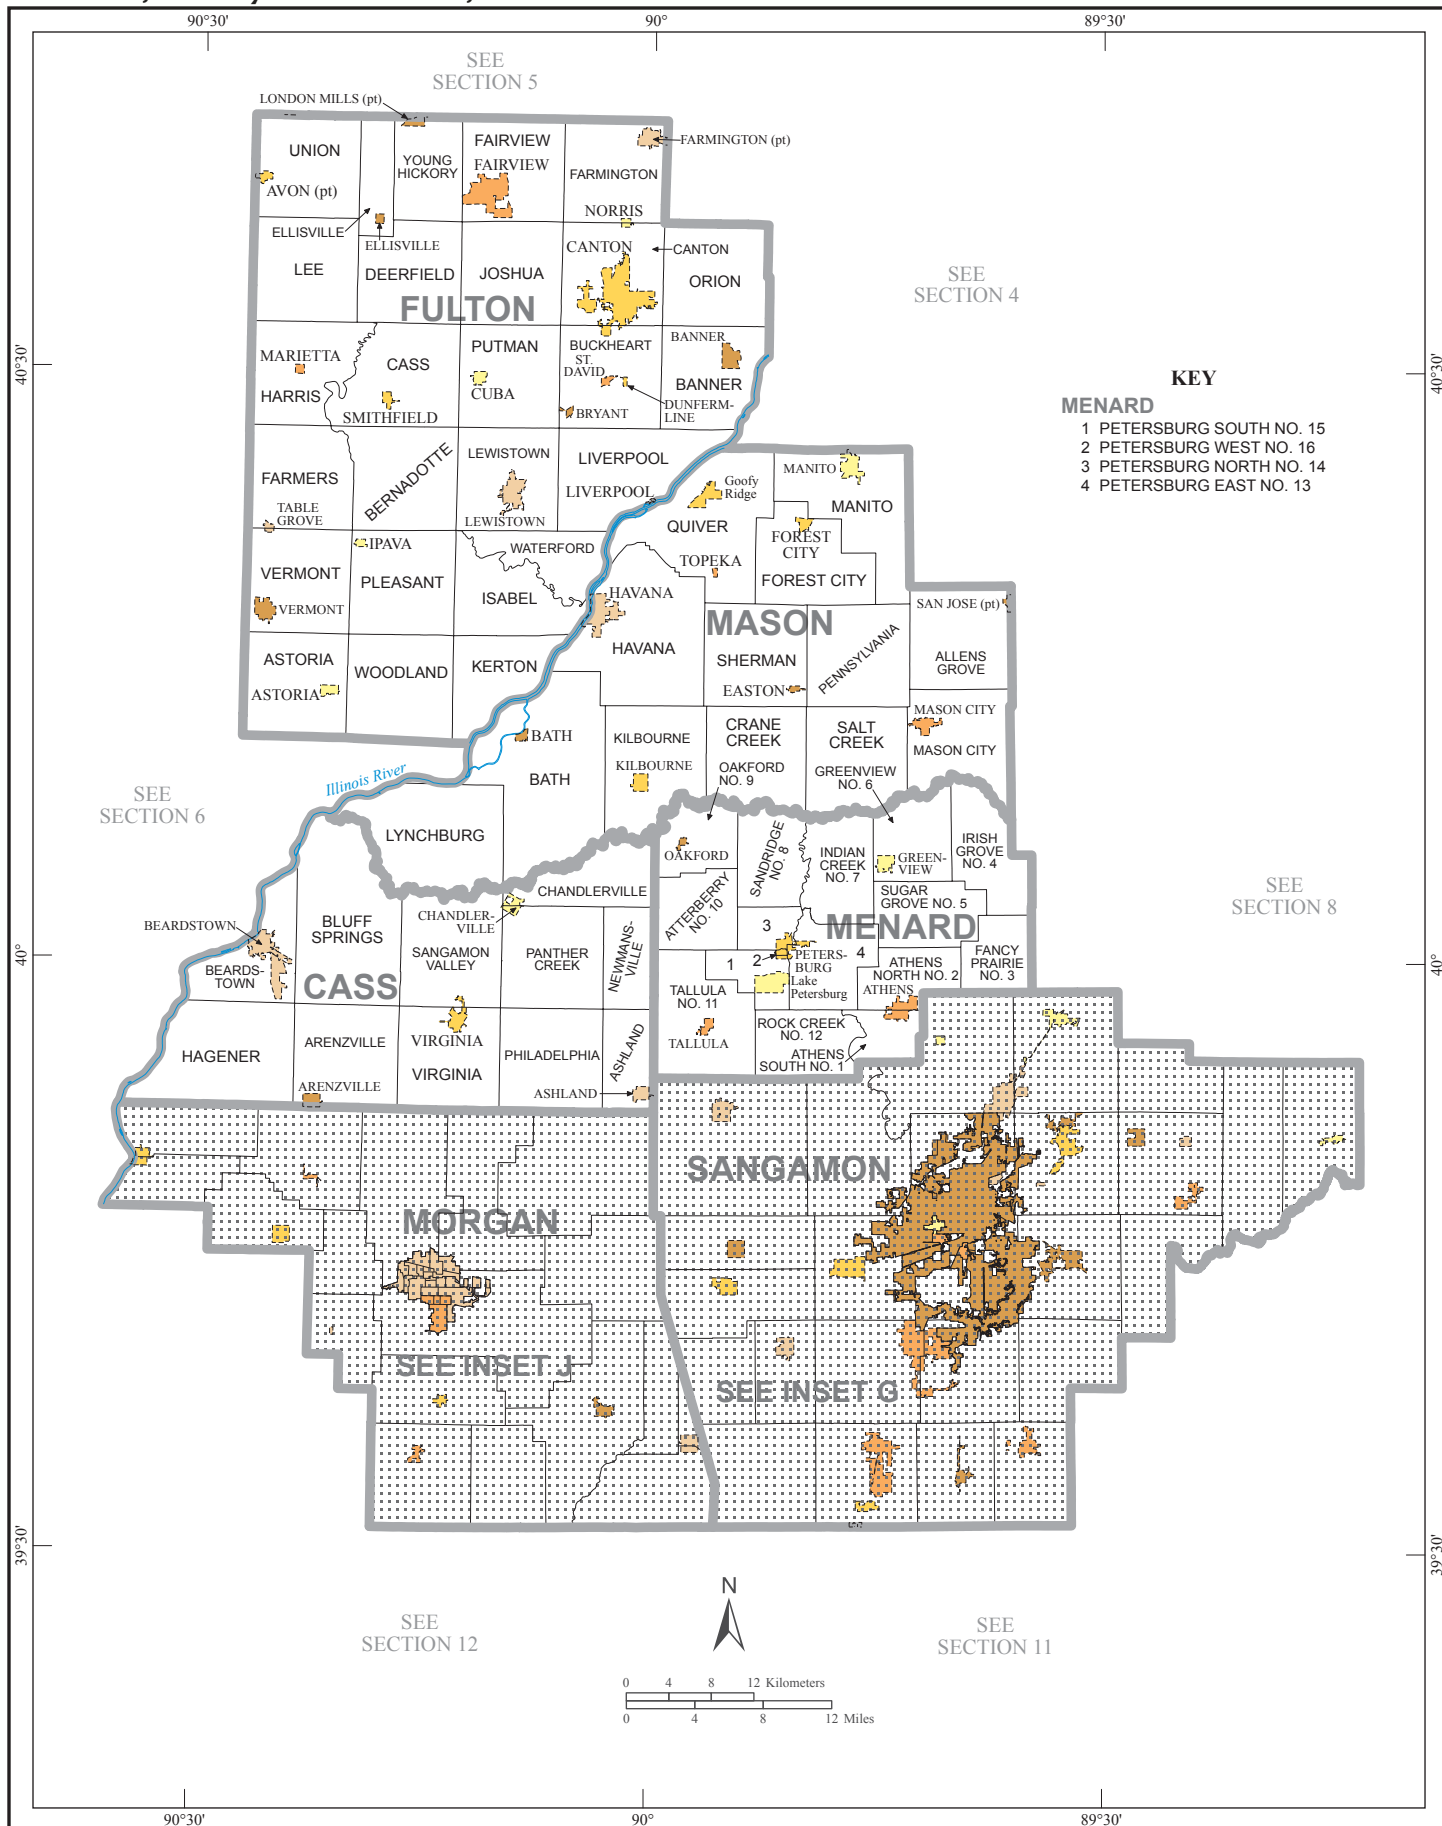 90°30'
90°
89°30'
SEE
SECTION 5
LONDON MILLS (pt)
FARMINGTON (pt)
UNION
YOUNG
HICKORY
FAIRVIEW
FAIRVIEW
FARMINGTON
AVON (pt)
NORRIS
ELLISVILLE
ELLISVILLE
CANTON
CANTON
LEE
DEERFIELD
JOSHUA
ORION
FULTON
SEE
SECTION 4
40°30'
40°30'
MARIETTA
HARRIS
CASS
SMITHFIELD
PUTMAN
CUBA
BUCKHEART
ST.
DAVID
BRYANT
DUNFERM-
LINE
BANNER
BANNER
KEY
MENARD
1 PETERSBURG SOUTH NO. 15
2 PETERSBURG WEST NO. 16
3 PETERSBURG NORTH NO. 14
4 PETERSBURG EAST NO. 13
FARMERS
TABLE
GROVE
BERNADOTTE
LEWISTOWN
LEWISTOWN
LIVERPOOL
LIVERPOOL
Goofy
Ridge
QUIVER
MANITO
MANITO
FOREST
CITY
FOREST CITY
TOPEKA
IPAVA
VERMONT
VERMONT
PLEASANT
WATERFORD
ISABEL
HAVANA
HAVANA
MASON
SAN JOSE (pt)
ALLENS
GROVE
PENNSYLVANIA
SHERMAN
EASTON
ASTORIA
ASTORIA
WOODLAND
KERTON
MASON CITY
MASON CITY
BATH
BATH
KILBOURNE
KILBOURNE
CRANE
CREEK
SALT
CREEK
OAKFORD
NO. 9
GREENVIEW
NO. 6
Illinois River
SEE
SECTION 6
LYNCHBURG
OAKFORD
SANDRIDGE
NO. 8
INDIAN
CREEK
NO. 7
GREEN-
VIEW
IRISH
GROVE
NO. 4
SEE
SECTION 8
ATTERBERRY
NO. 10
SUGAR
GROVE NO. 5
MENARD
CHANDLERVILLE
CHANDLER-
VILLE
BEARDSTOWN
BEARDS-
TOWN
BLUFF
SPRINGS
CASS
SANGAMON
VALLEY
PANTHER
CREEK
NEWMANS-
VILLE
3
1
2
4
PETERS-
BURG
Lake
Petersburg
ATHENS
NORTH NO. 2
ATHENS
FANCY
PRAIRIE
NO. 3
TALLULA
NO. 11
TALLULA
ROCK CREEK
NO. 12
ATHENS
SOUTH NO. 1
40°
40°
HAGENER
ARENZVILLE
ARENZVILLE
VIRGINIA
VIRGINIA
PHILADELPHIA
ASHLAND
ASHLAND
SANGAMON
MORGAN
SEE INSET J
SEE INSET G
39°30'
39°30'
SEE
SECTION 12
SEE
SECTION 11
N
0 4 8 12 Kilometers
0 4 8 12 Miles
90°30'
90°
89°30'